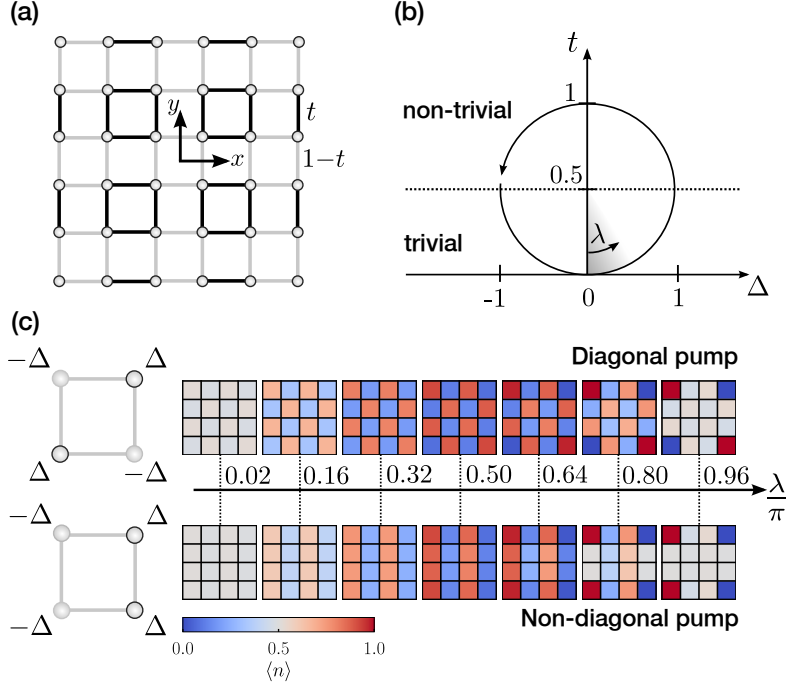 (a)
y
x
t
1−t
(b)
t
1
non-trivial
0.5
trivial
λ
-1
0
1
Δ
(c)
−Δ
Δ
Δ
−Δ
Diagonal pump
0.02
0.16
0.32
0.50
0.64
0.80
0.96
λ/π
−Δ
Δ
−Δ
Δ
Non-diagonal pump
0.0
0.5
1.0
⟨n⟩